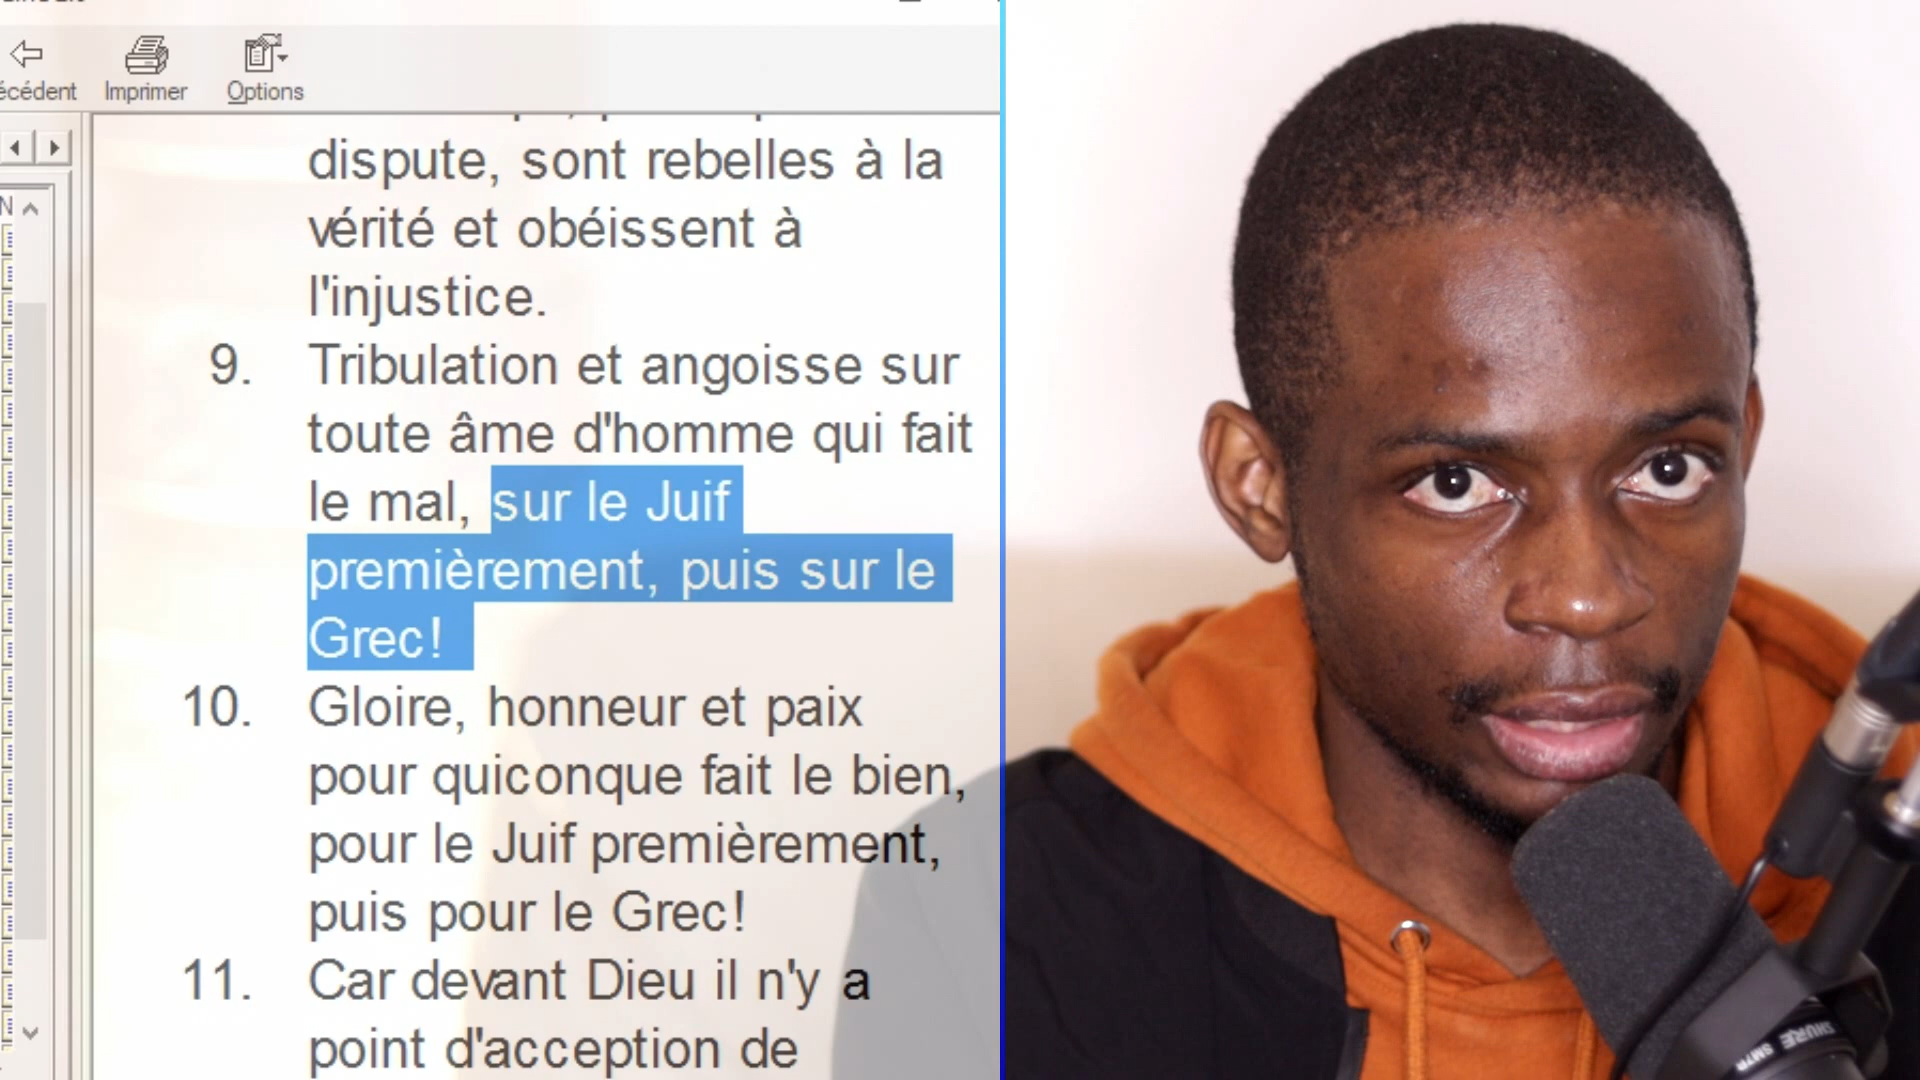 Imprimer
Options
dispute, sont rebelles à la
vérité et obéissent à
l'injustice.
9. Tribulation et angoisse sur
toute âme d'homme qui fait
le mal, sur le Juif
premièrement, puis sur le
Grec!
10. Gloire, honneur et paix
pour quiconque fait le bien,
pour le Juif premièrement,
puis pour le Grec!
11. Car devant Dieu il n'y a
point d'acception de
SHURE
SM7B